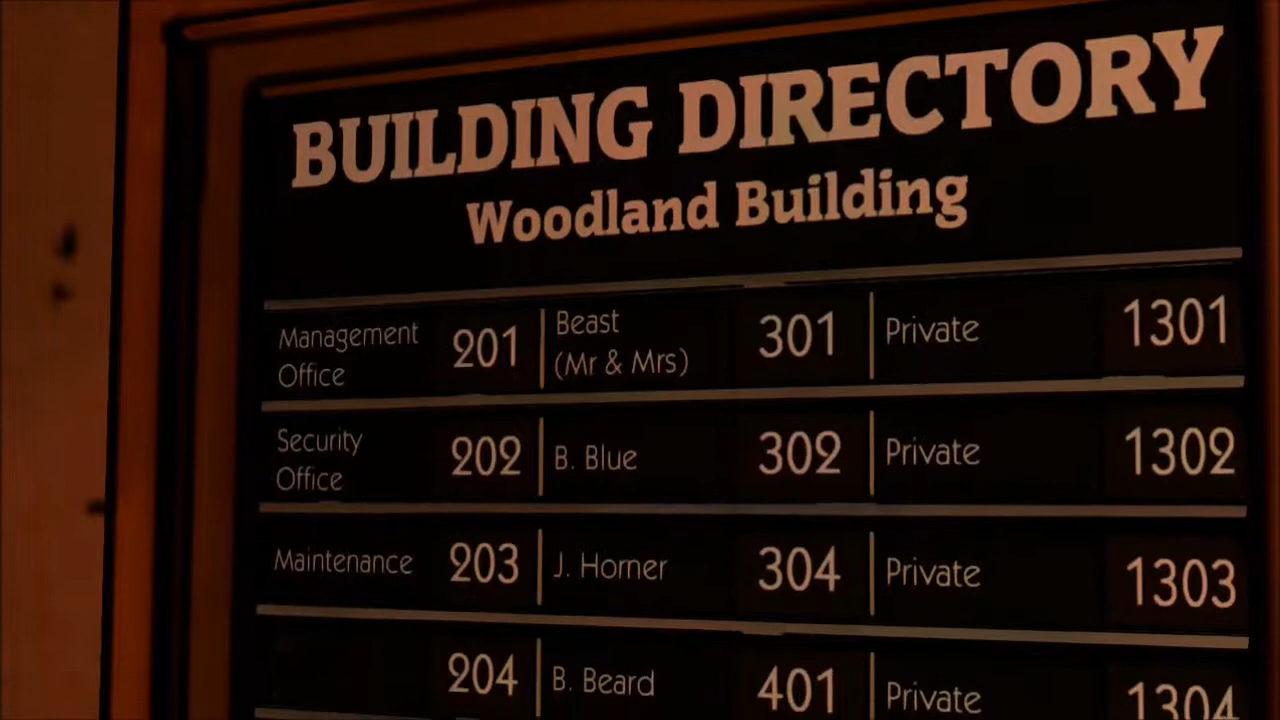 BUILDING DIRECTORY
Woodland Building
Management Office 201 Beast (Mr & Mrs) 301 Private 1301
Security Office 202 B. Blue 302 Private 1302
Maintenance 203 J. Horner 304 Private 1303
204 B. Beard 401 Private 1304